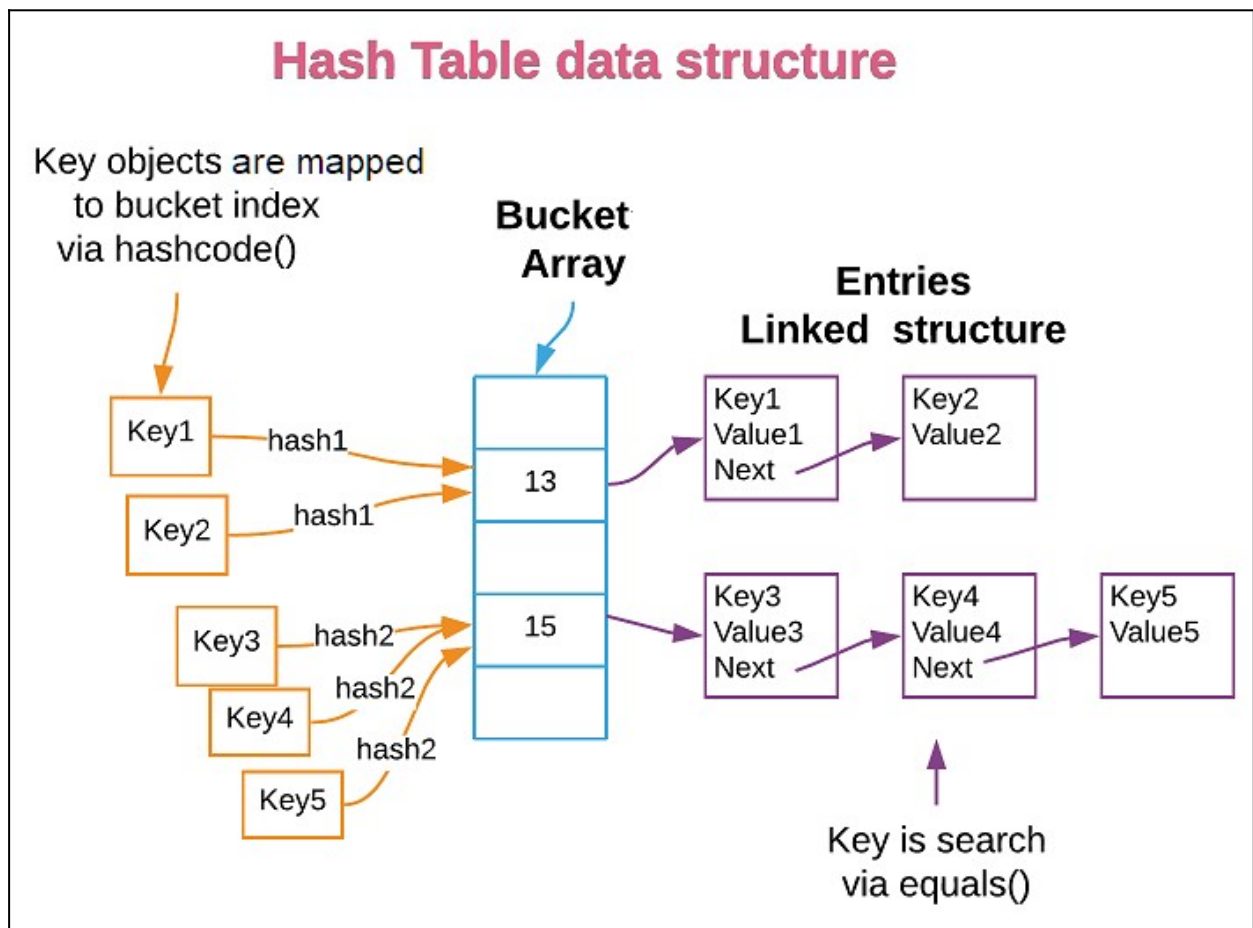 Hash Table data structure
Key objects are mapped
to bucket index
via hashcode()
Bucket
Array
Entries
Linked structure
Key1
hash1
Key2
hash1
Key3
hash2
Key4
hash2
Key5
hash2
13
15
Key1
Value1
Next
Key2
Value2
Key3
Value3
Next
Key4
Value4
Next
Key5
Value5
Key is search
via equals()